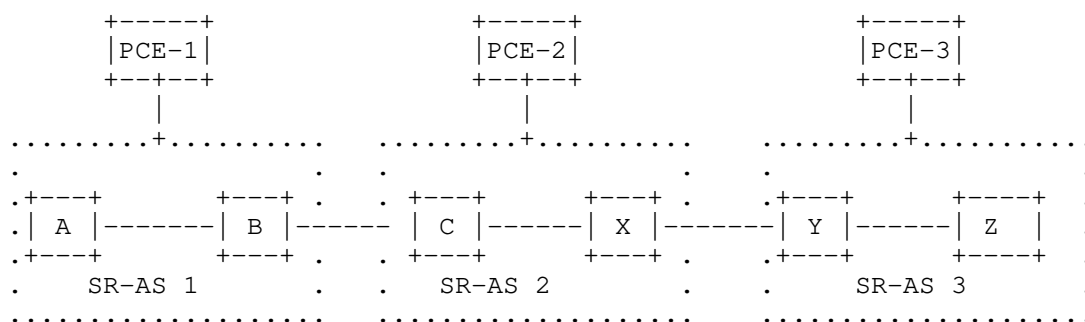 PCE-1 PCE-2 PCE-3
A B C X Y Z
SR-AS 1 SR-AS 2 SR-AS 3